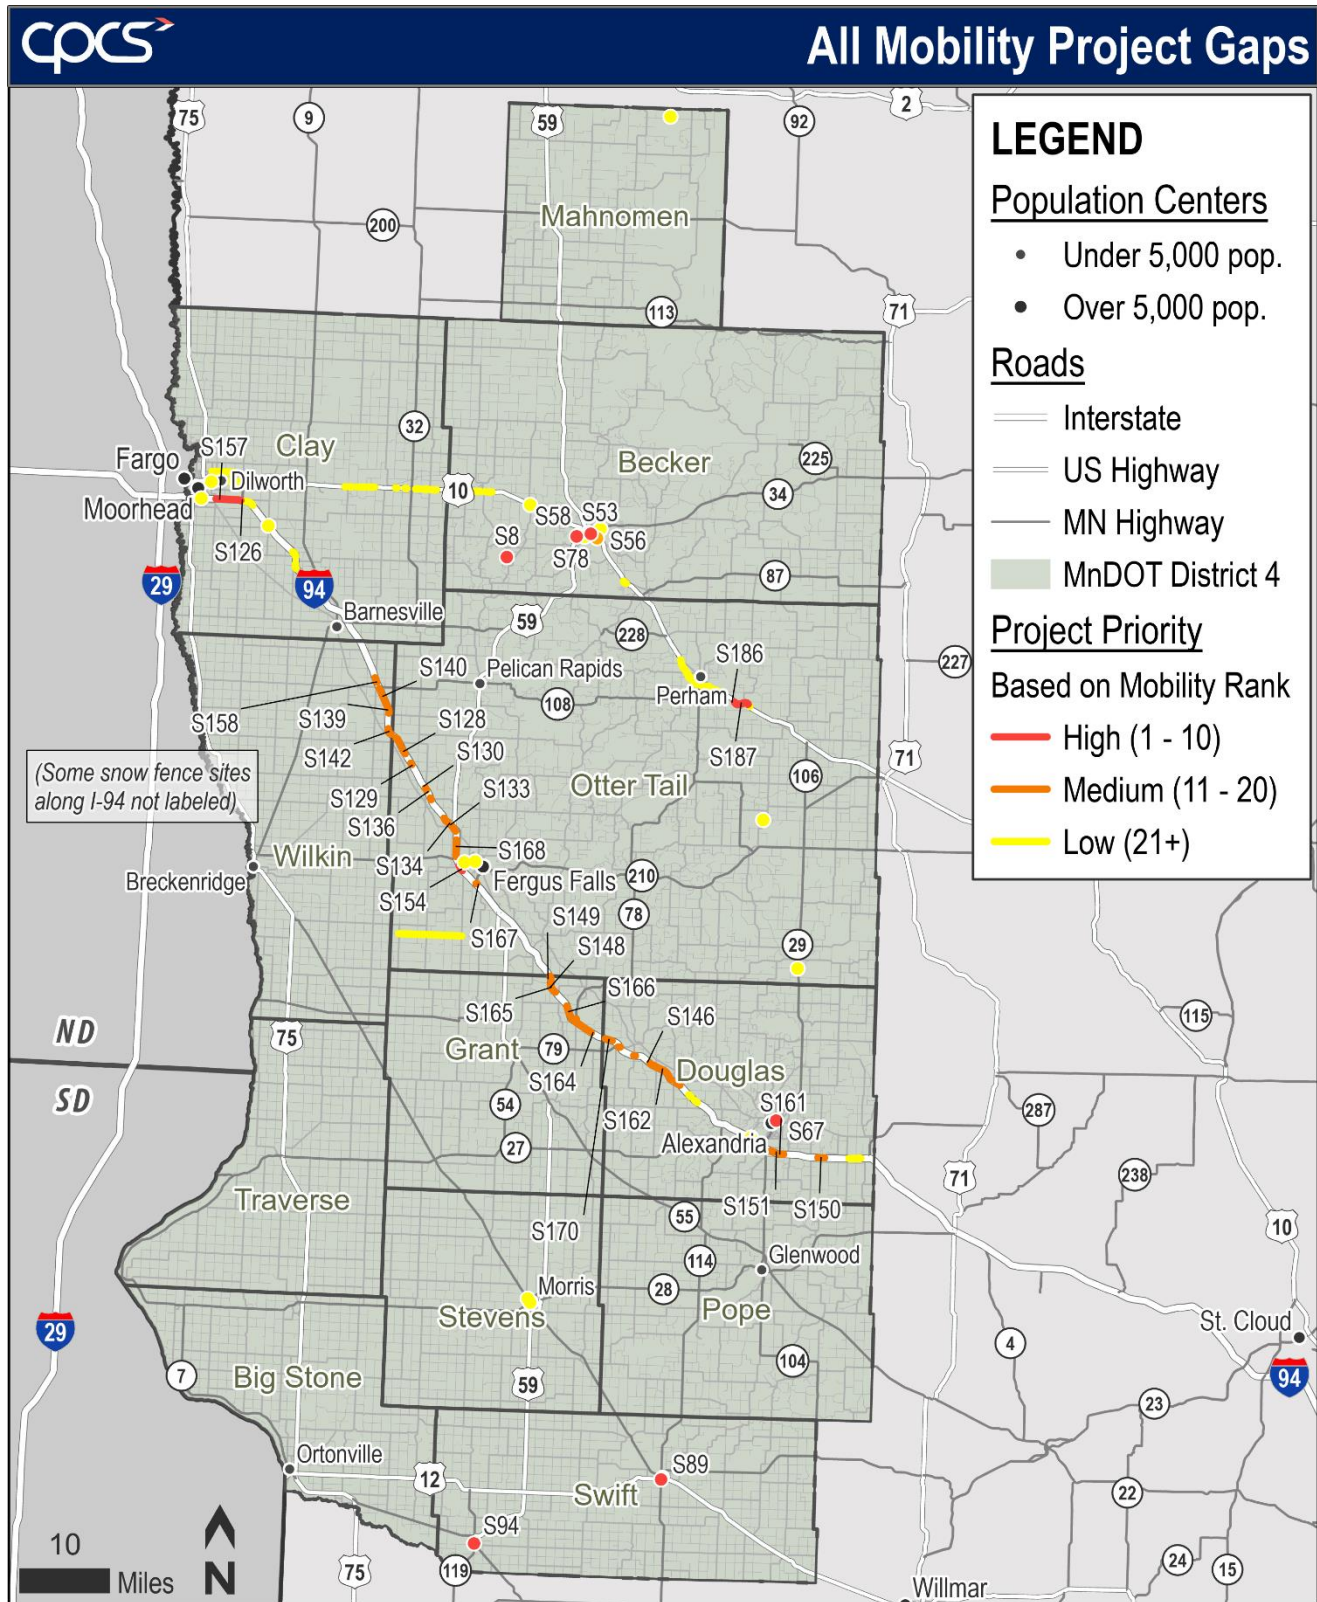 cpcs
All Mobility Project Gaps
LEGEND
Population Centers
Under 5,000 pop.
Over 5,000 pop.
Roads
Interstate
US Highway
MN Highway
MnDOT District 4
Project Priority
Based on Mobility Rank
High (1 - 10)
Medium (11 - 20)
Low (21+)
75
9
59
92
2
Mahnomen
200
113
71
32
S157
Clay
Fargo
Dilworth
Moorhead
S126
10
Becker
225
34
S58
S53
S8
S78
S56
87
29
94
Barnesville
59
228
227
S140
Pelican Rapids
S186
Perham
108
S158
S139
S128
S142
S130
S187
71
(Some snow fence sites
along I-94 not labeled)
S129
S133
Otter Tail
106
S136
Wilkin
S134
S168
Breckenridge
Fergus Falls
210
S154
S149
78
S167
S148
29
S166
S165
115
ND
75
S146
Grant
79
SD
S164
Douglas
54
S162
S161
287
27
Alexandria
S67
71
238
Traverse
S151
S150
S170
55
10
114
Glenwood
Morris
28
Stevens
Pope
29
St. Cloud
104
4
7
Big Stone
59
94
23
Ortonville
12
S89
22
Swift
10
S94
Miles
N
75
119
24
15
Willmar